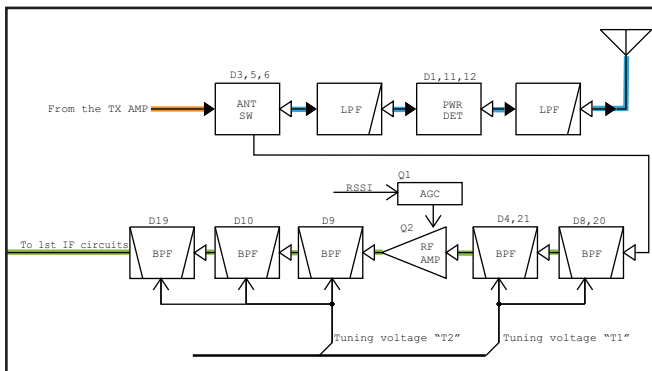 D3,5,6
D1,11,12
From the TX AMP
ANT
SW
LPF
PWR
DET
LPF
Q1
RSSI
AGC
D19
D10
D9
Q2
D4,21
D8,20
To 1st IF circuits
BPF
BPF
BPF
RF
AMP
BPF
BPF
Tuning voltage “T2”
Tuning voltage “T1”